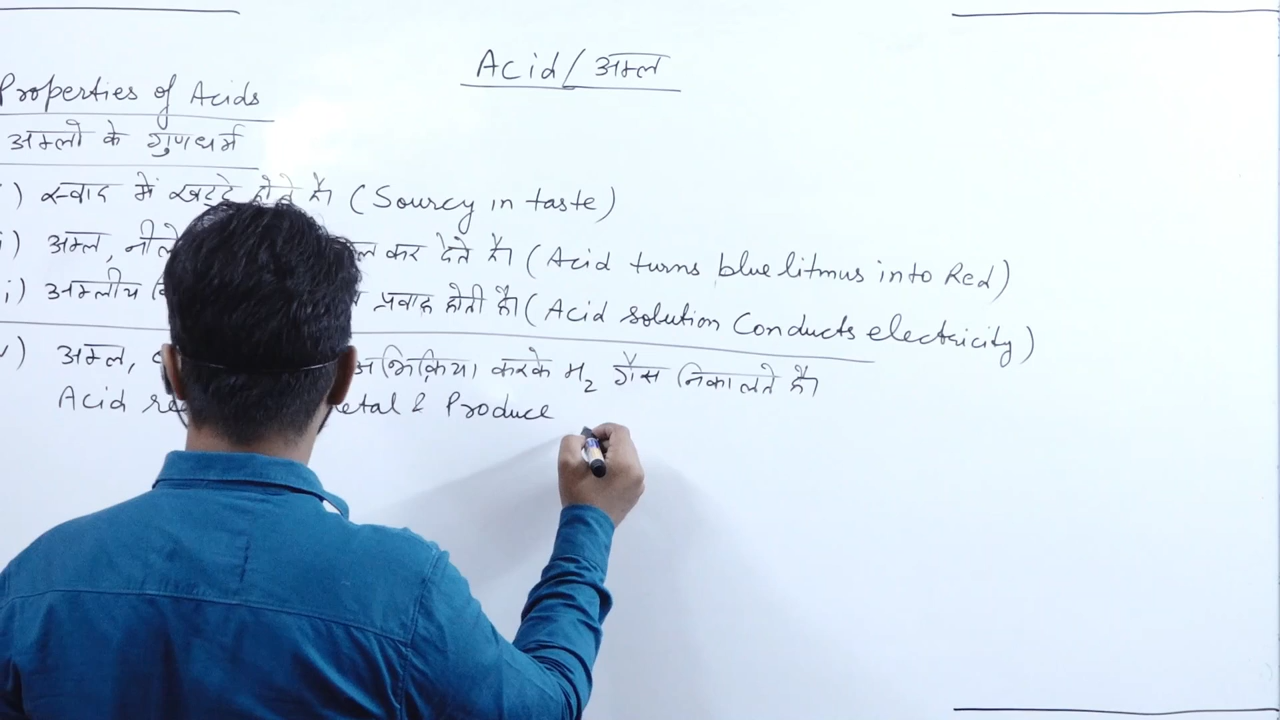 Acid/अम्ल
Properties of Acids
अम्लो के गुणधर्म
) स्वाद में खट्टे होते है। (Sourcy in taste)
i) अम्ल, नीले कर देते है। (Acid turns blue litmus into Red)
i) अम्लीय प्रवाह होती है। (Acid solution Conducts electricity)
v) अम्ल, अभिक्रिया करके H2 गैस निकालते है।
Acid & Produce